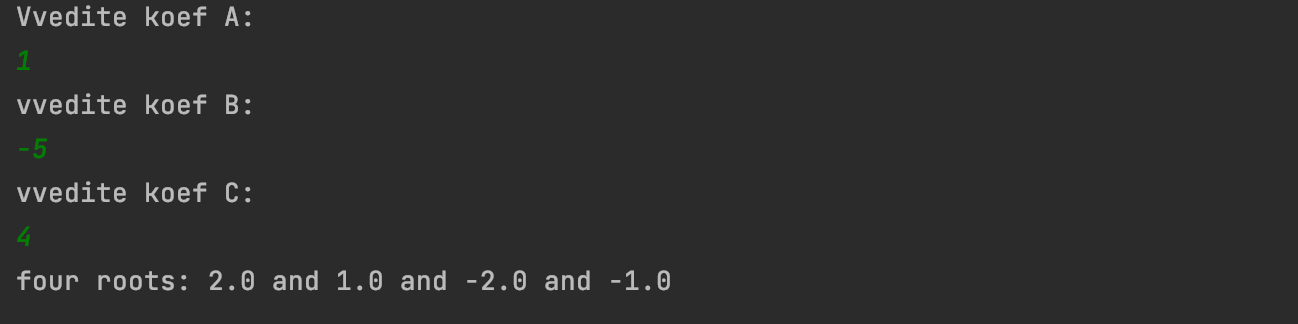 Vvedite koef A:
1
vvedite koef B:
-5
vvedite koef C:
4
four roots: 2.0 and 1.0 and -2.0 and -1.0